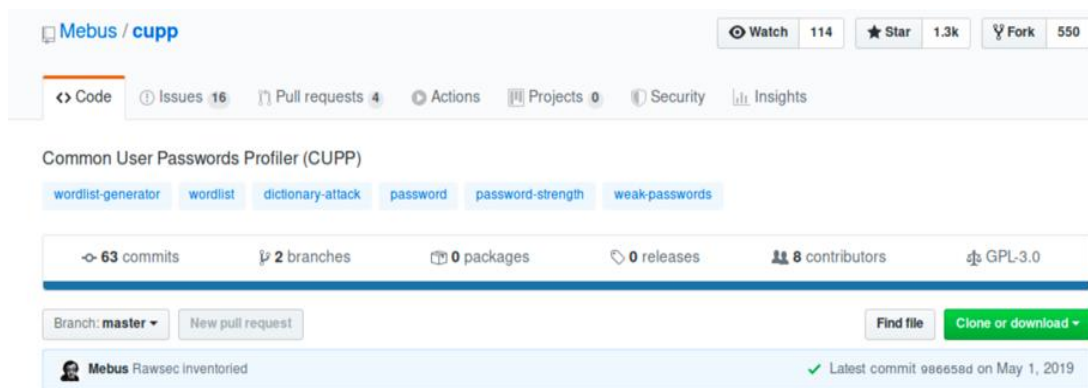 Mebus / cupp Watch 114 Star 1.3k Fork 550
Code Issues 16 Pull requests 4 Actions Projects 0 Security Insights
Common User Passwords Profiler (CUPP)
wordlist-generator wordlist dictionary-attack password password-strength weak-passwords
63 commits 2 branches 0 packages 0 releases 8 contributors GPL-3.0
Branch: master New pull request Find file Clone or download
Mebus Rawsec inventoried Latest commit on May 1, 2019